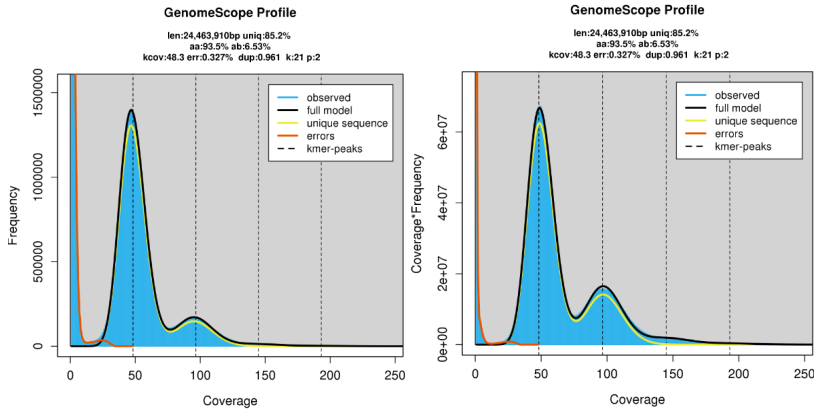 GenomeScope Profile
len:24,463,910bp uniq:85.2%
aa:93.5% ab:6.53%
kcov:48.3 err:0.327% dup:0.961 k:21 p:2
Frequency
1500000
1000000
500000
0
observed
full model
unique sequence
errors
kmer-peaks
0 50 100 150 200 250
Coverage
GenomeScope Profile
len:24,463,910bp uniq:85.2%
aa:93.5% ab:6.53%
kcov:48.3 err:0.327% dup:0.961 k:21 p:2
Coverage*Frequency
6e+07
4e+07
2e+07
0e+00
observed
full model
unique sequence
errors
kmer-peaks
0 50 100 150 200 250
Coverage